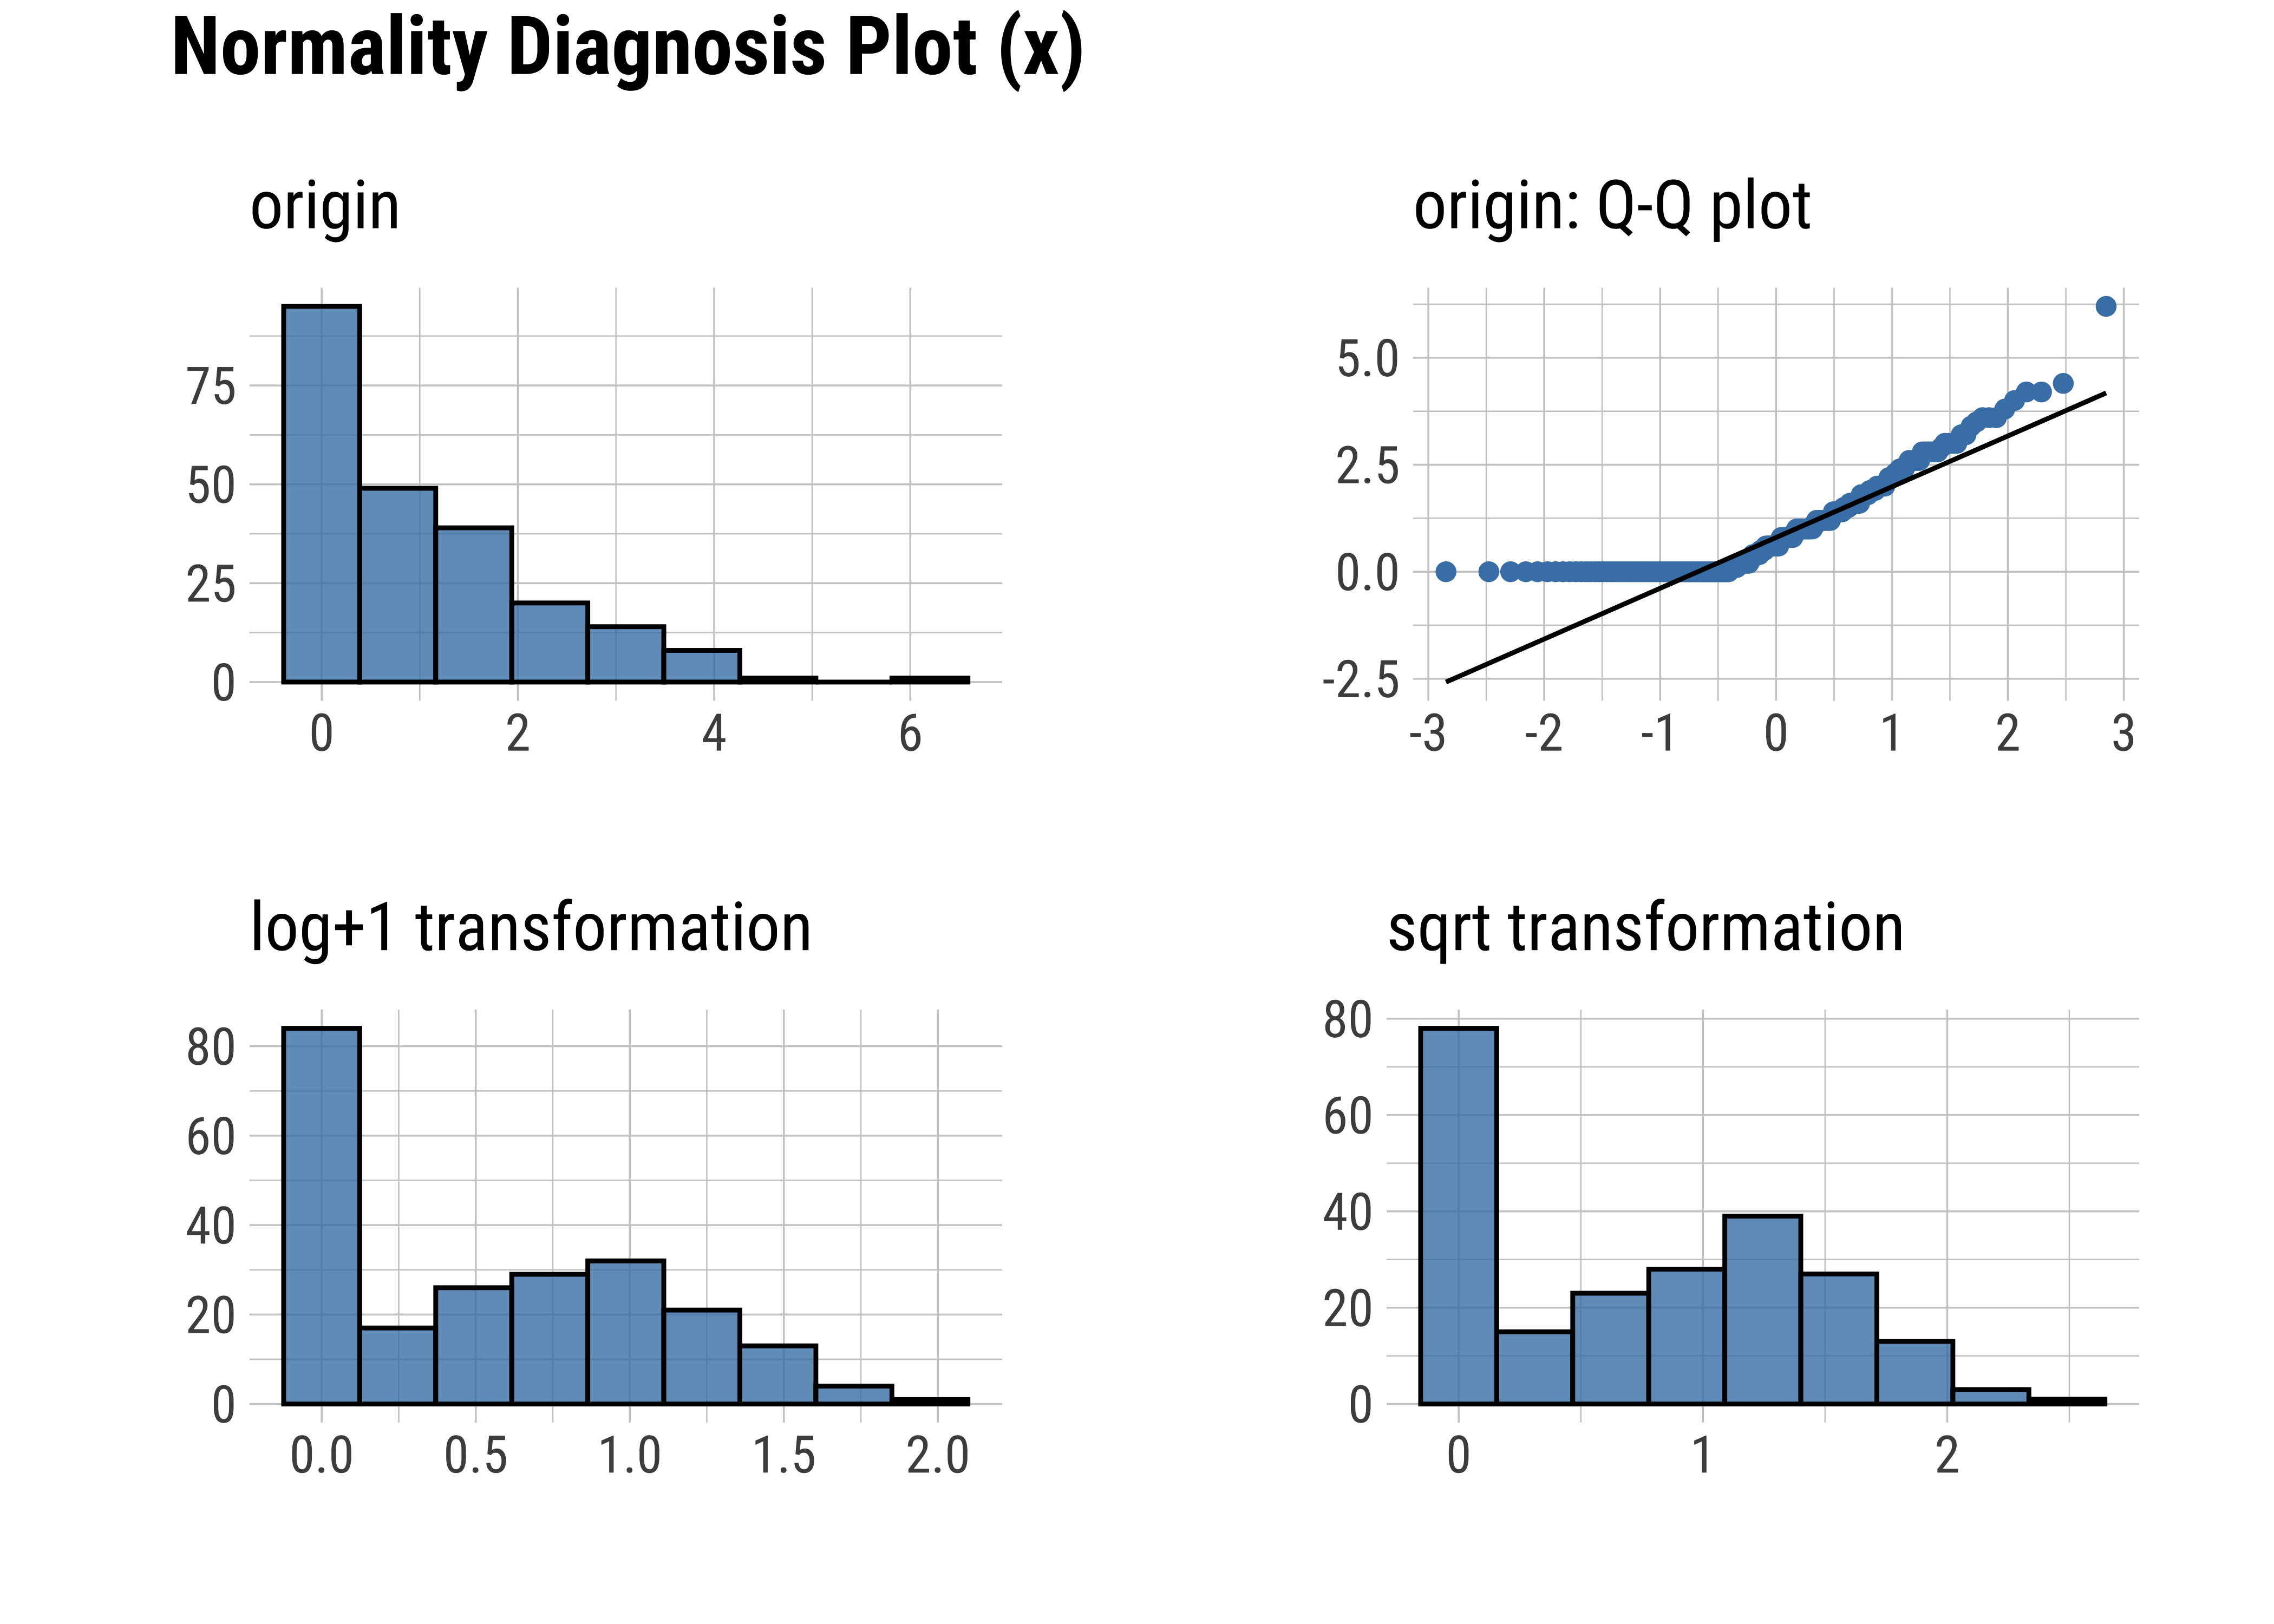 Normality Diagnosis Plot (x)
origin
75
50
25
0
0 2 4 6
origin: Q-Q plot
5.0
2.5
0.0
-2.5
-3 -2 -1 0 1 2 3
log+1 transformation
80
60
40
20
0
0.0 0.5 1.0 1.5 2.0
sqrt transformation
80
60
40
20
0
0 1 2